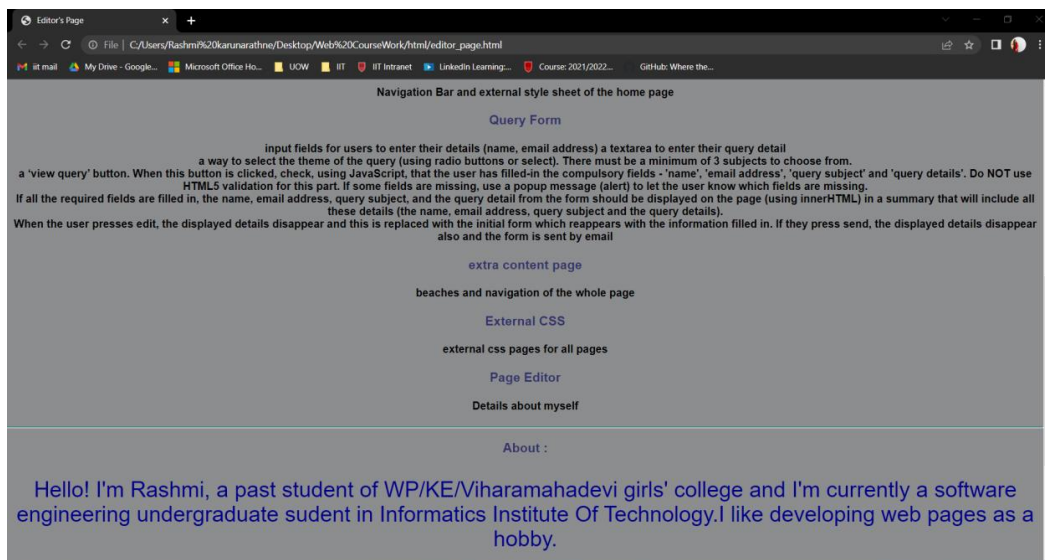 Editor's Page
File | C:/Users/Rashmi%20karunarathne/Desktop/Web%20CourseWork/html/editor_page.html
iit mail My Drive - Google... Microsoft Office Ho... UOW IIT IIT Intranet LinkedIn Learning:... Course: 2021/2022... GitHub: Where the...
Navigation Bar and external style sheet of the home page
Query Form
input fields for users to enter their details (name, email address) a textarea to enter their query detail
a way to select the theme of the query (using radio buttons or select). There must be a minimum of 3 subjects to choose from.
a ‘view query’ button. When this button is clicked, check, using JavaScript, that the user has filled-in the compulsory fields - 'name', 'email address', 'query subject' and 'query details'. Do NOT use
HTML5 validation for this part. If some fields are missing, use a popup message (alert) to let the user know which fields are missing.
If all the required fields are filled in, the name, email address, query subject, and the query detail from the form should be displayed on the page (using innerHTML) in a summary that will include all
these details (the name, email address, query subject and the query details).
When the user presses edit, the displayed details disappear and this is replaced with the initial form which reappears with the information filled in. If they press send, the displayed details disappear
also and the form is sent by email
extra content page
beaches and navigation of the whole page
External CSS
external css pages for all pages
Page Editor
Details about myself
About :
Hello! I'm Rashmi, a past student of WP/KE/Viharamahadevi girls' college and I'm currently a software
engineering undergraduate sudent in Informatics Institute Of Technology.I like developing web pages as a
hobby.